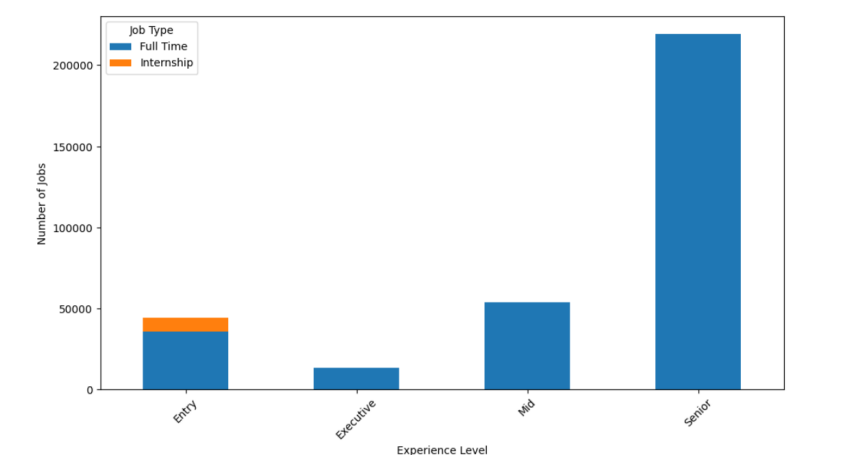 Job Type
Full Time
Internship
200000
150000
100000
50000
0
Number of Jobs
Entry
Executive
Mid
Senior
Experience Level